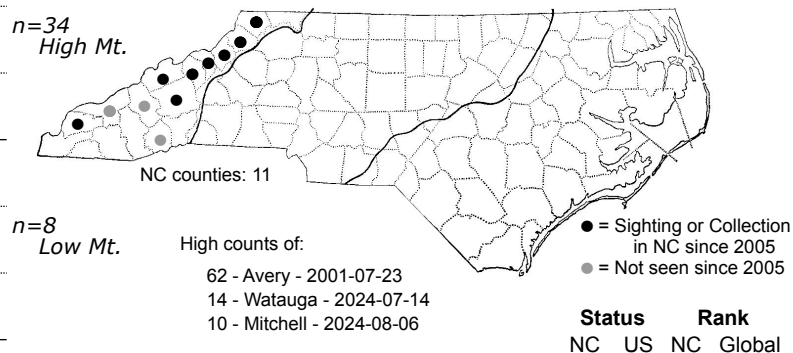 n=34
High Mt.
NC counties: 11
n=8
Low Mt.
High counts of:
62 - Avery - 2001-07-23
14 - Watauga - 2024-07-14
10 - Mitchell - 2024-08-06
● = Sighting or Collection
in NC since 2005
● = Not seen since 2005
Status Rank
NC US NC Global